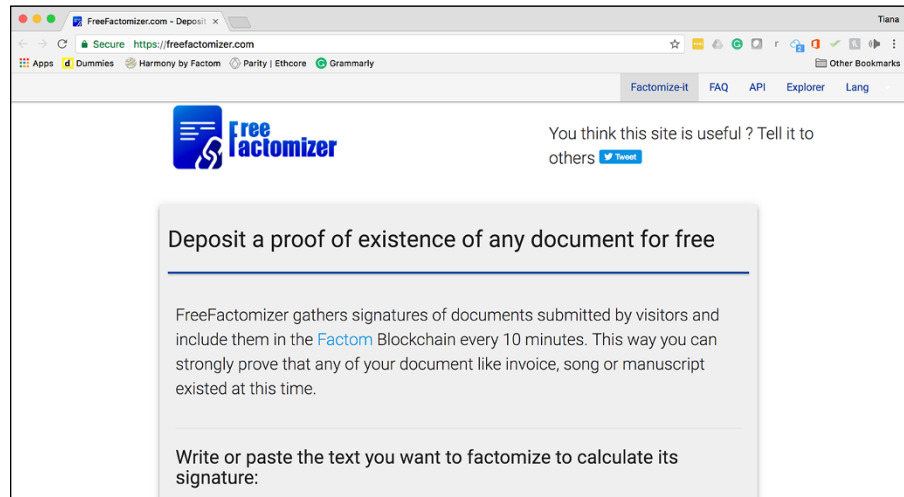 FreeFactomizer.com - Deposit ×
Tiana
Secure https://freefactomizer.com
Apps d Dummies Harmony by Factom Parity | Ethcore G Grammarly Other Bookmarks
Factomize-it FAQ API Explorer Lang
Free
Factomizer
You think this site is useful ? Tell it to
others Tweet
Deposit a proof of existence of any document for free
FreeFactomizer gathers signatures of documents submitted by visitors and
include them in the Factom Blockchain every 10 minutes. This way you can
strongly prove that any of your document like invoice, song or manuscript
existed at this time.
Write or paste the text you want to factomize to calculate its
signature: